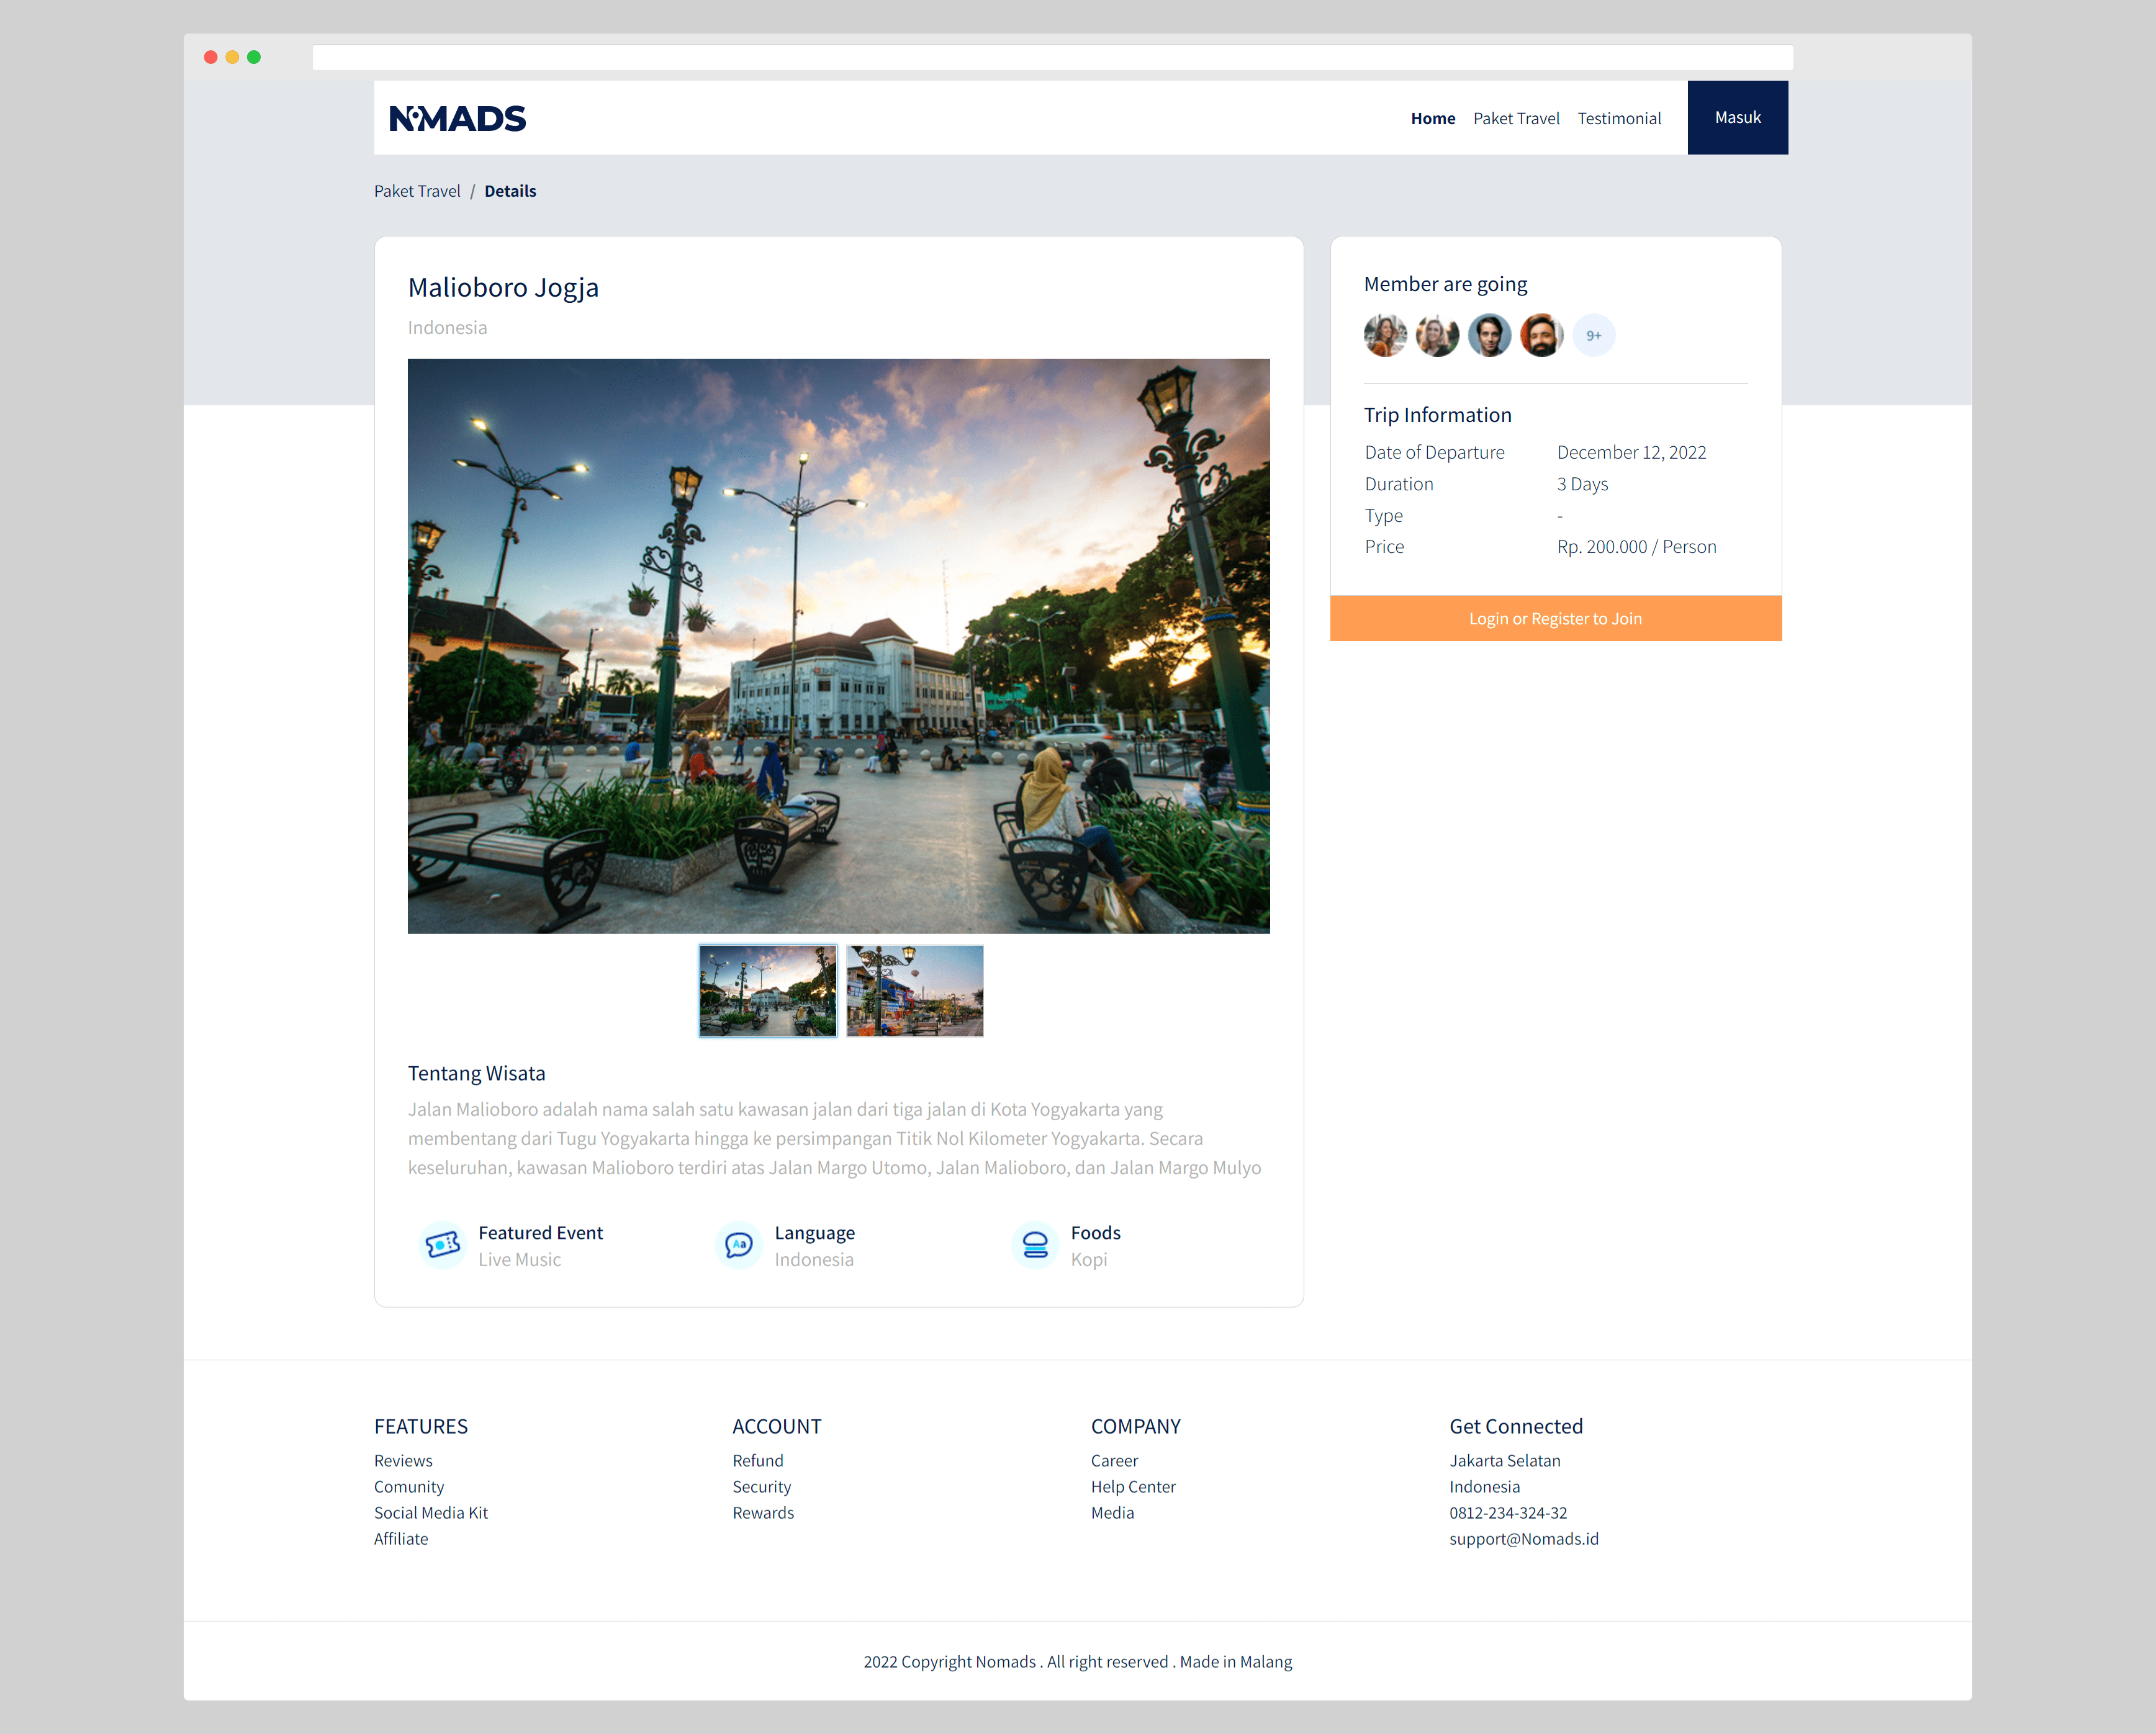 NOMADS
Home Paket Travel Testimonial Masuk
Paket Travel / Details
Malioboro Jogja
Indonesia
Tentang Wisata
Jalan Malioboro adalah nama salah satu kawasan jalan dari tiga jalan di Kota Yogyakarta yang
membentang dari Tugu Yogyakarta hingga ke persimpangan Titik Nol Kilometer Yogyakarta. Secara
keseluruhan, kawasan Malioboro terdiri atas Jalan Margo Utomo, Jalan Malioboro, dan Jalan Margo Mulyo
Featured Event
Live Music
Aa
Language
Indonesia
Foods
Kopi
Member are going
9+
Trip Information
Date of Departure December 12, 2022
Duration 3 Days
Type -
Price Rp. 200.000 / Person
Login or Register to Join
FEATURES
Reviews
Comunity
Social Media Kit
Affiliate
ACCOUNT
Refund
Security
Rewards
COMPANY
Career
Help Center
Media
Get Connected
Jakarta Selatan
Indonesia
0812-234-324-32
support@Nomads.id
2022 Copyright Nomads . All right reserved . Made in Malang